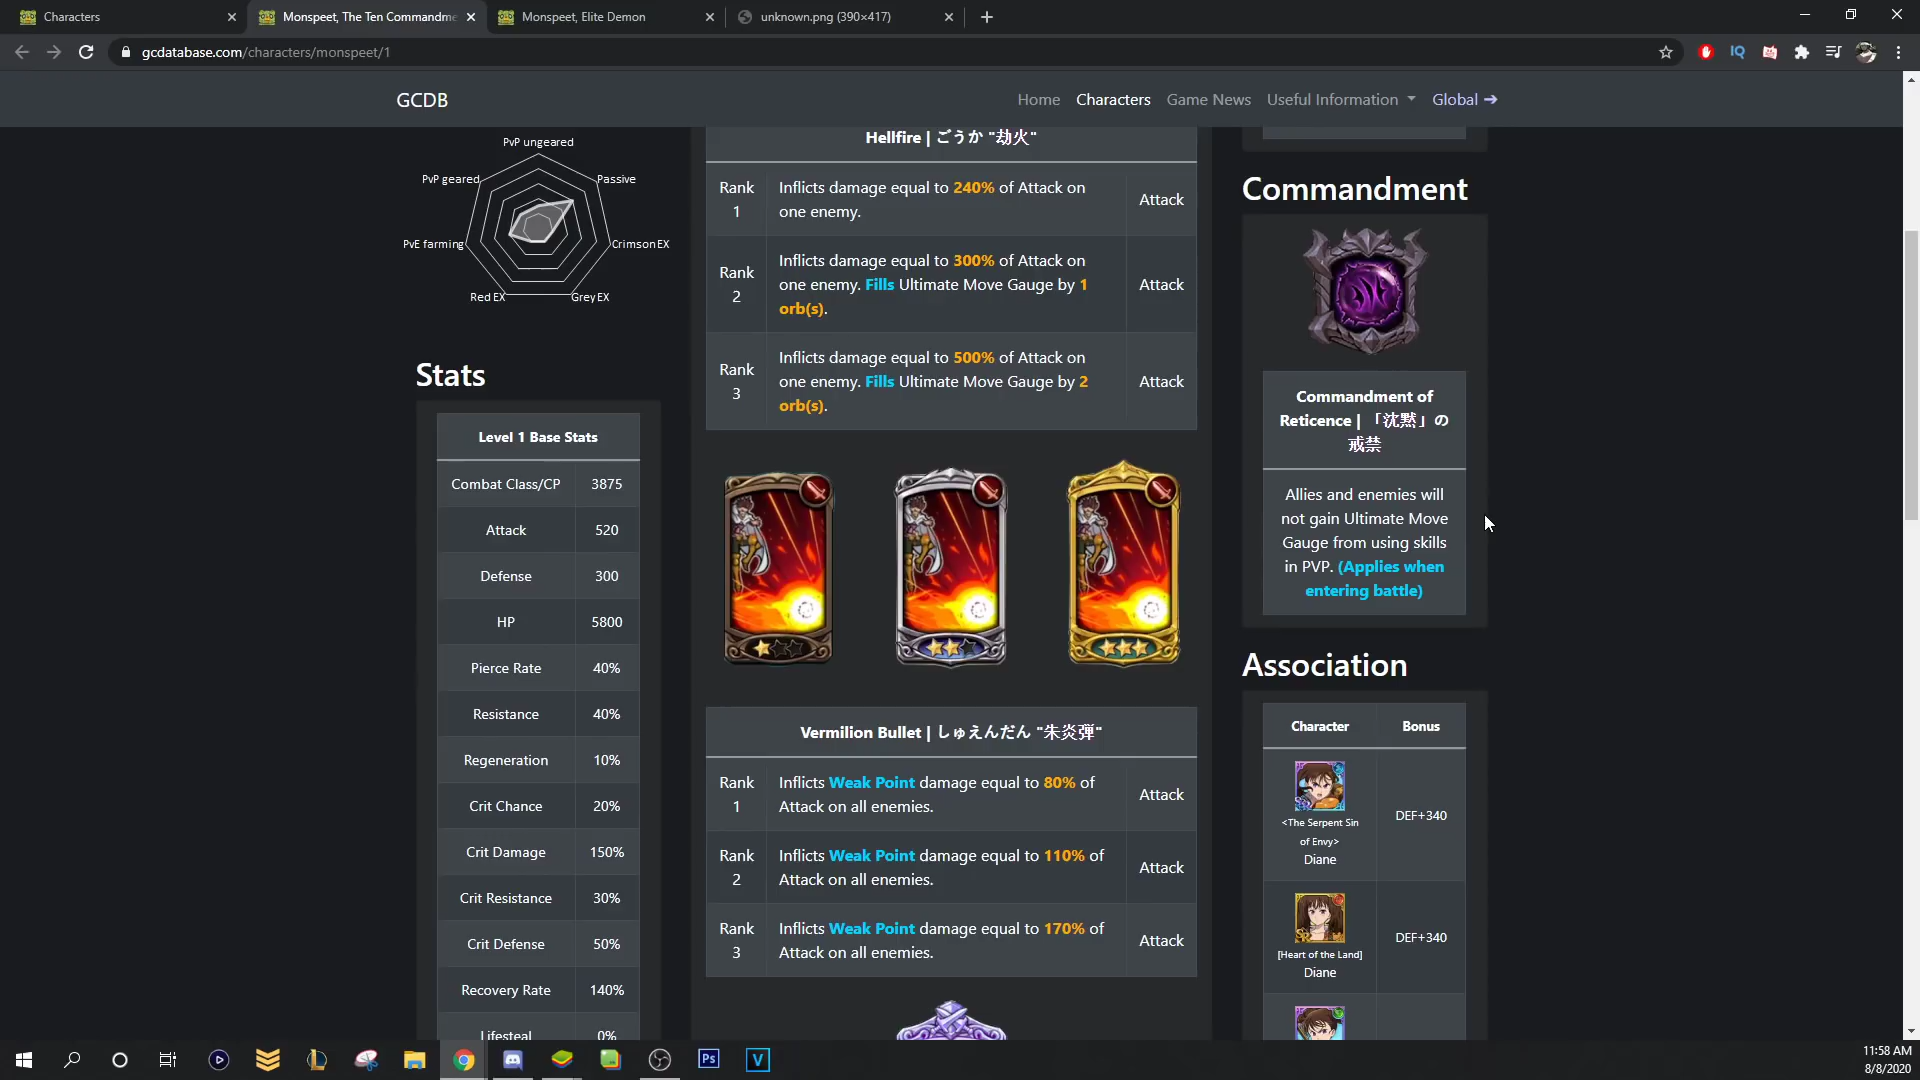 Characters
Monspeet, The Ten Commandme
Monspeet, Elite Demon
unknown.png (390×417)
gcdatabase.com/characters/monspeet/1
IQ
GCDB
Home
Characters
Game News
Useful Information
Global
PvP ungeared
PvP geared
Passive
PvE farming
Crimson EX
Red EX
Grey EX
Stats
Level 1 Base Stats
Combat Class/CP 3875
Attack 520
Defense 300
HP 5800
Pierce Rate 40%
Resistance 40%
Regeneration 10%
Crit Chance 20%
Crit Damage 150%
Crit Resistance 30%
Crit Defense 50%
Recovery Rate 140%
Lifesteal 0%
Hellfire | ごうか "劫火"
Rank
1
Inflicts damage equal to 240% of Attack on
one enemy.
Attack
Rank
2
Inflicts damage equal to 300% of Attack on
one enemy. Fills Ultimate Move Gauge by 1
orb(s).
Attack
Rank
3
Inflicts damage equal to 500% of Attack on
one enemy. Fills Ultimate Move Gauge by 2
orb(s).
Attack
Vermilion Bullet | しゅえんだん "朱炎弾"
Rank
1
Inflicts Weak Point damage equal to 80% of
Attack on all enemies.
Attack
Rank
2
Inflicts Weak Point damage equal to 110% of
Attack on all enemies.
Attack
Rank
3
Inflicts Weak Point damage equal to 170% of
Attack on all enemies.
Attack
Commandment
Commandment of
Reticence | 「沈黙」の
戒禁
Allies and enemies will
not gain Ultimate Move
Gauge from using skills
in PVP. (Applies when
entering battle)
Association
Character Bonus
<The Serpent Sin
of Envy>
Diane
DEF+340
[Heart of the Land]
Diane
DEF+340
Ps
V
11:58 AM
8/8/2020